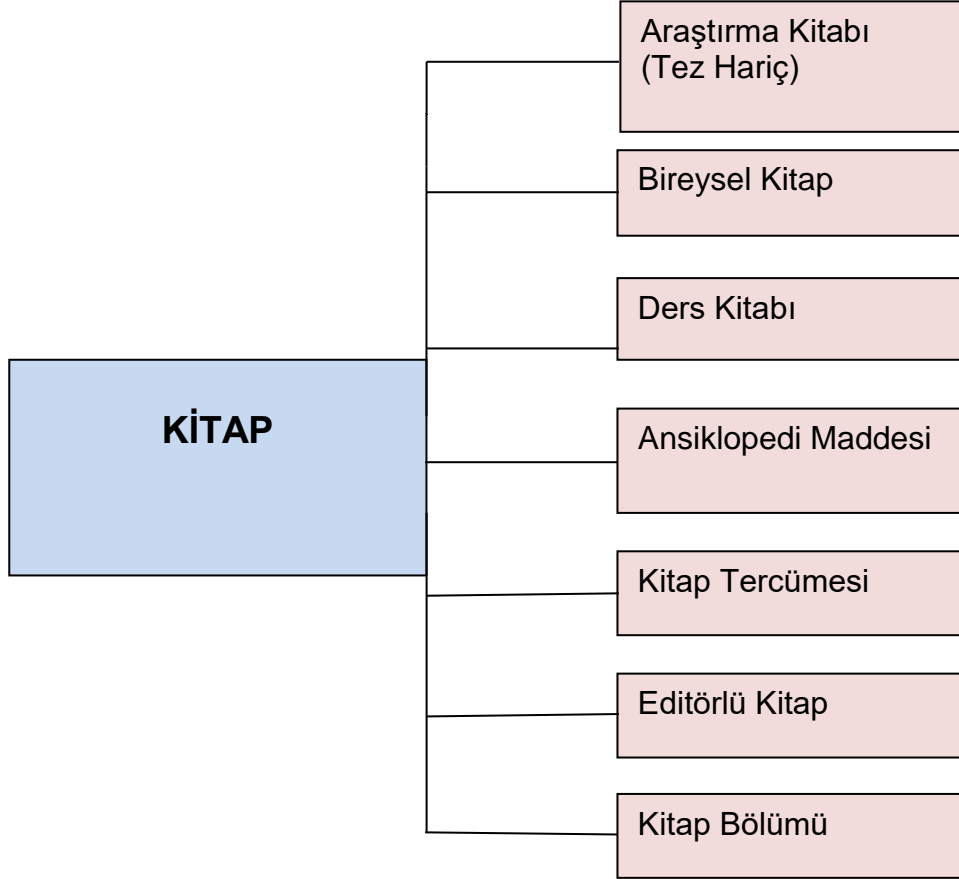 Araştırma Kitabı
(Tez Hariç)
Bireysel Kitap
Ders Kitabı
KİTAP
Ansiklopedi Maddesi
Kitap Tercümesi
Editörlü Kitap
Kitap Bölümü